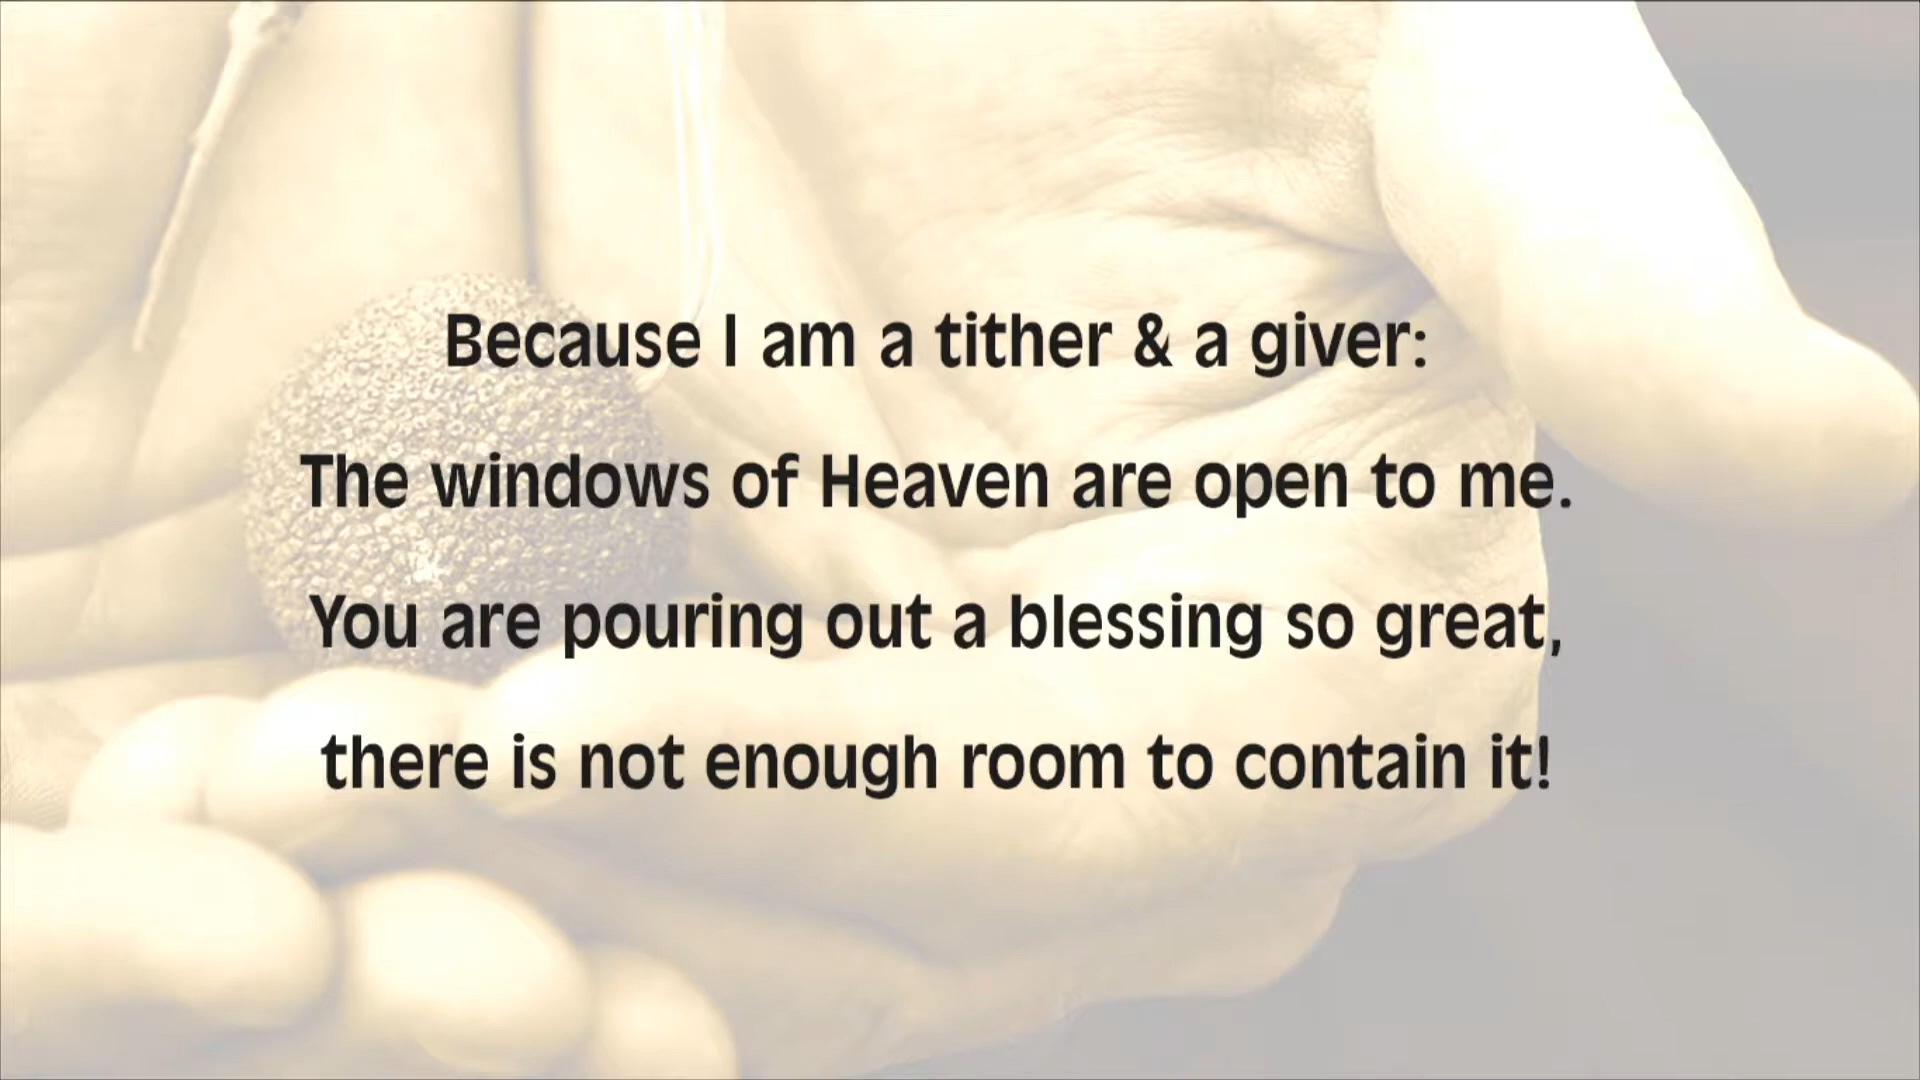 Because I am a tither & a giver:
The windows of Heaven are open to me.
You are pouring out a blessing so great,
there is not enough room to contain it!